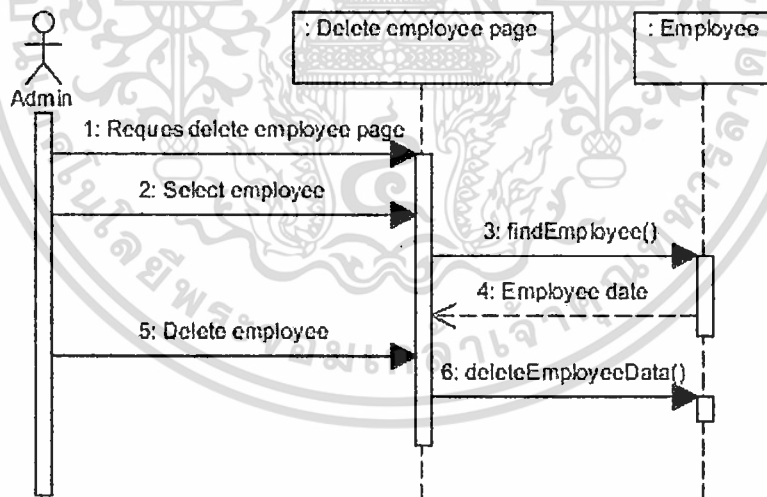 : Delete employee page
: Employee
Admin
1: Reques delete employee page
2: Select employee
3: findEmployee()
4: Employee date
5: Delete employee
6: deleteEmployeeData()